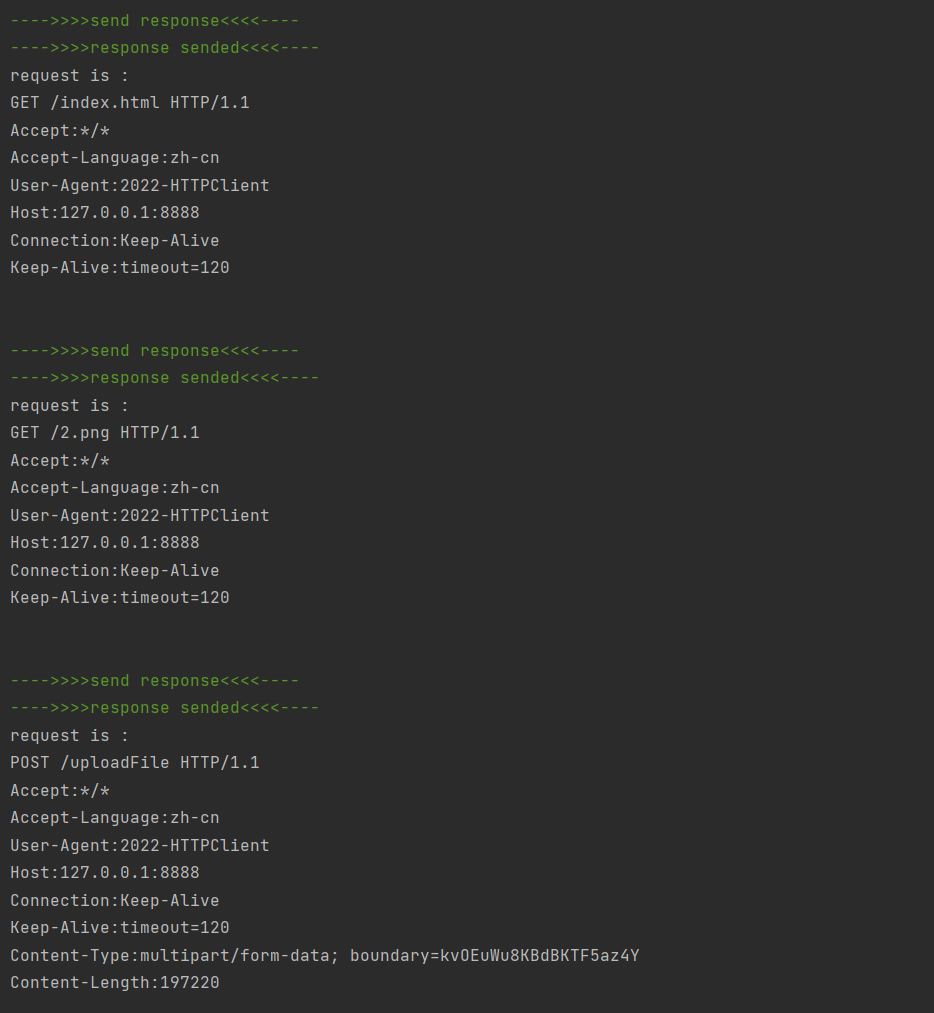 ---->>>>send response<<<<----
---->>>>response sended<<<<----
request is :
GET /index.html HTTP/1.1
Accept:*/*
Accept-Language:zh-cn
User-Agent:2022-HTTPClient
Host:127.0.0.1:8888
Connection:Keep-Alive
Keep-Alive:timeout=120
---->>>>send response<<<<----
---->>>>response sended<<<<----
request is :
GET /2.png HTTP/1.1
Accept:*/*
Accept-Language:zh-cn
User-Agent:2022-HTTPClient
Host:127.0.0.1:8888
Connection:Keep-Alive
Keep-Alive:timeout=120
---->>>>send response<<<<----
---->>>>response sended<<<<----
request is :
POST /uploadFile HTTP/1.1
Accept:*/*
Accept-Language:zh-cn
User-Agent:2022-HTTPClient
Host:127.0.0.1:8888
Connection:Keep-Alive
Keep-Alive:timeout=120
Content-Type:multipart/form-data; boundary=kvOEuWu8KBdBKTF5az4Y
Content-Length:197220